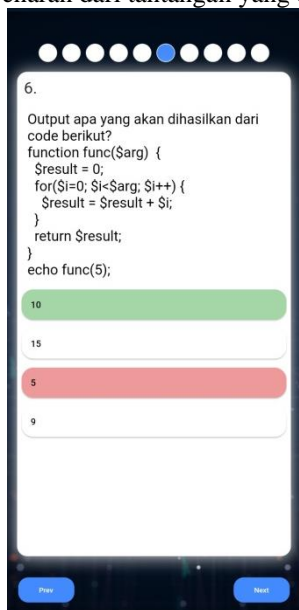 6.
Output apa yang akan dihasilkan dari
code berikut?
function func($arg) {
$result = 0;
for($i=0; $i<$arg; $i++) {
$result = $result + $i;
}
return $result;
}
echo func(5);
10
15
5
9
Prev
Next